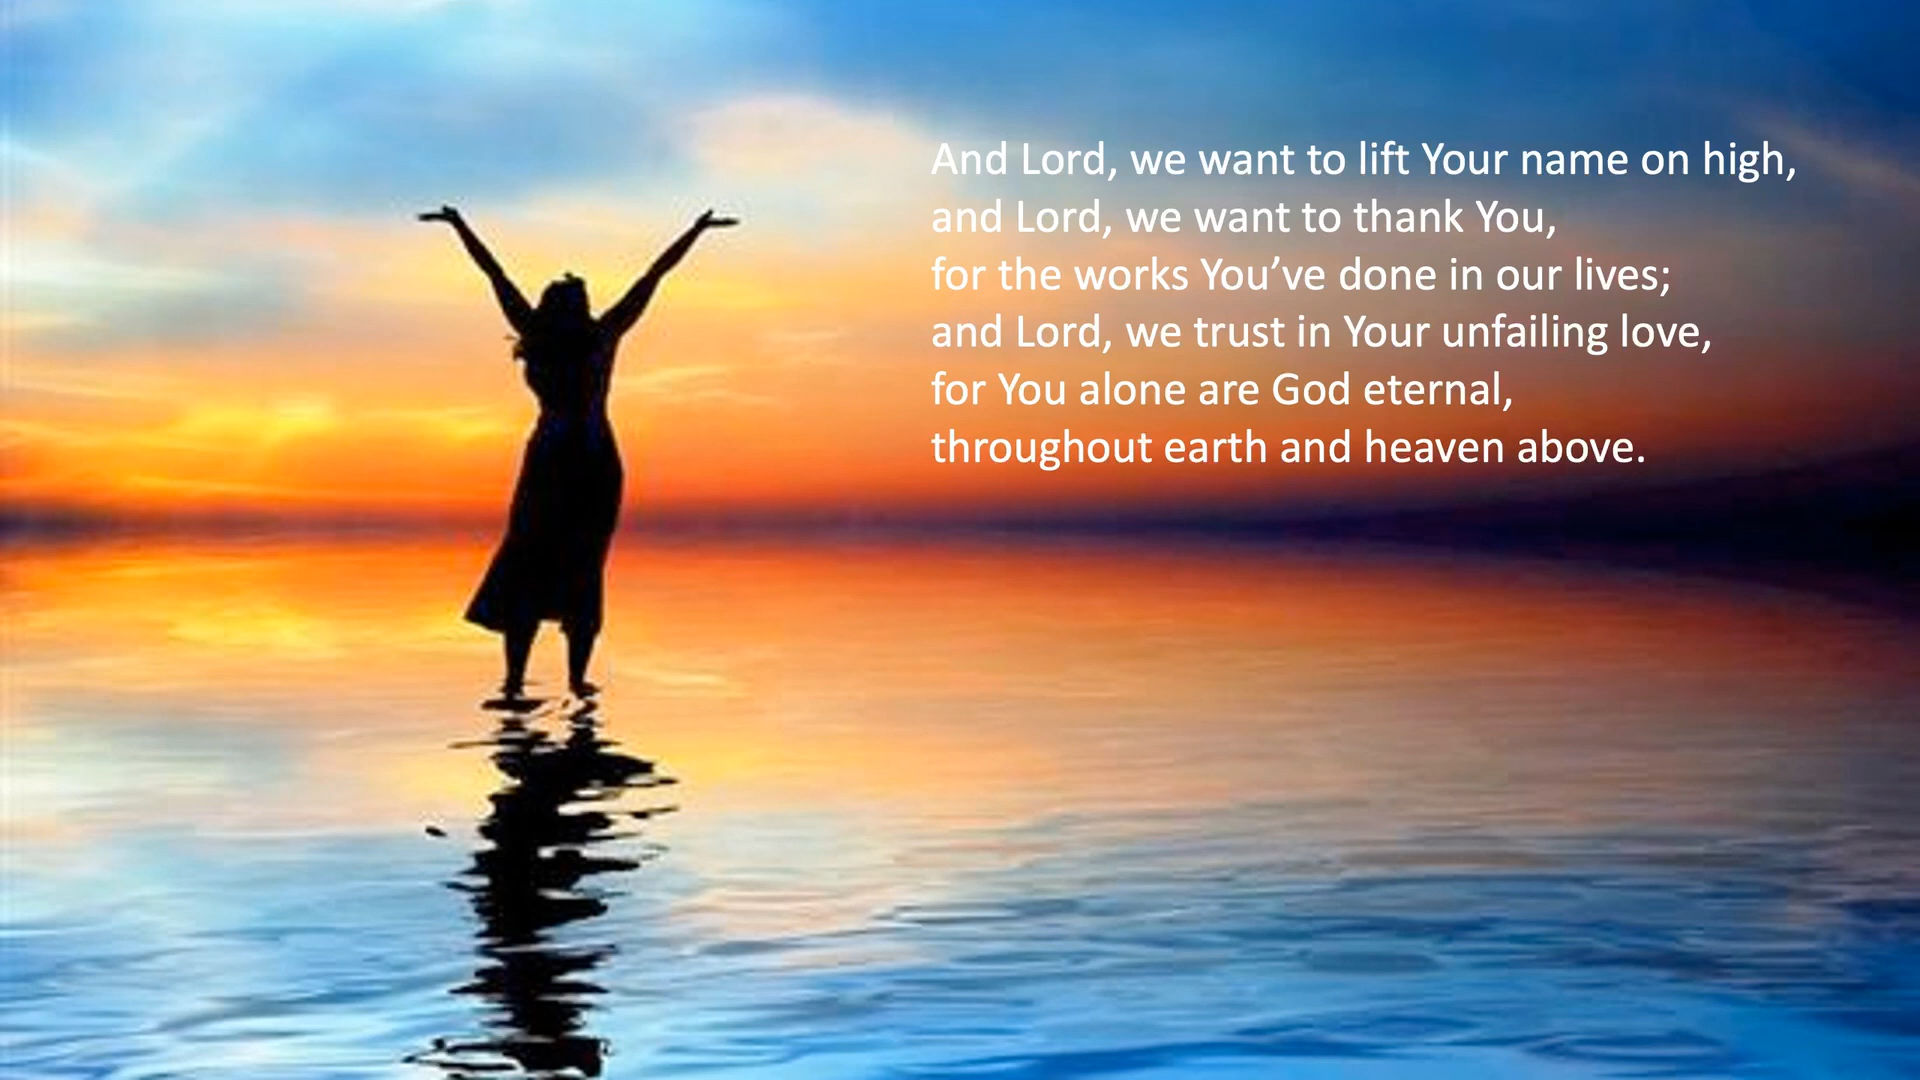 And Lord, we want to lift Your name on high,
and Lord, we want to thank You,
for the works You’ve done in our lives;
and Lord, we trust in Your unfailing love,
for You alone are God eternal,
throughout earth and heaven above.